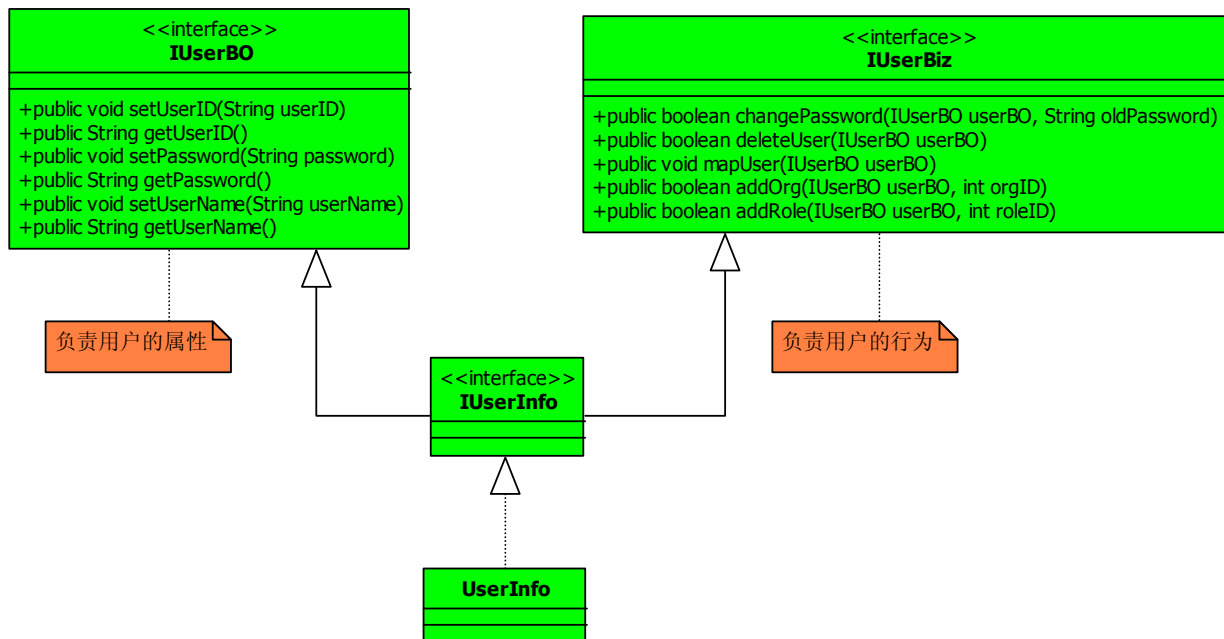 <<interface>>
IUserBO
+public void setUserID(String userID)
+public String getUserID()
+public void setPassword(String password)
+public String getPassword()
+public void setUserName(String userName)
+public String getUserName()
<<interface>>
IUserBiz
+public boolean changePassword(IUserBO userBO, String oldPassword)
+public boolean deleteUser(IUserBO userBO)
+public void mapUser(IUserBO userBO)
+public boolean addOrg(IUserBO userBO, int orgID)
+public boolean addRole(IUserBO userBO, int roleID)
负责用户的属性
负责用户的行为
<<interface>>
IUserInfo
UserInfo